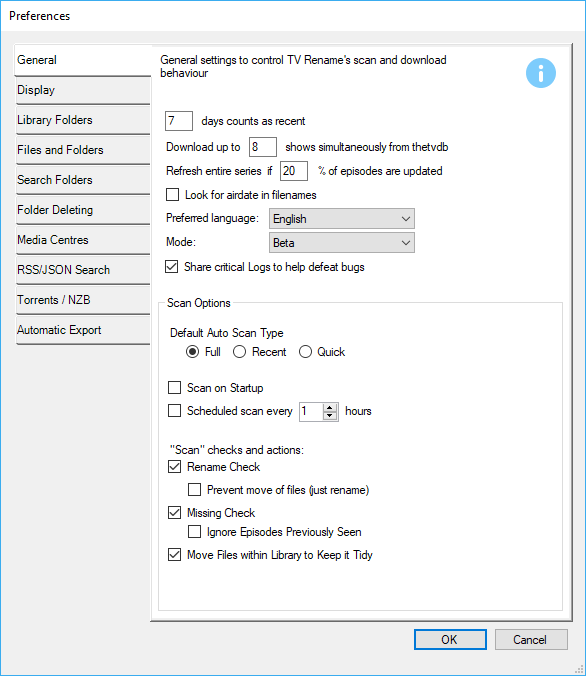 Preferences
General
Display
Library Folders
Files and Folders
Search Folders
Folder Deleting
Media Centres
RSS/JSON Search
Torrents / NZB
Automatic Export
General settings to control TV Rename's scan and download
behaviour
i
7 days counts as recent
Download up to 8 shows simultaneously from thetvdb
Refresh entire series if 20 % of episodes are updated
Look for airdate in filenames
Preferred language: English
Mode: Beta
Share critical Logs to help defeat bugs
Scan Options
Default Auto Scan Type
Full Recent Quick
Scan on Startup
Scheduled scan every 1 hours
"Scan" checks and actions:
Rename Check
Prevent move of files (just rename)
Missing Check
Ignore Episodes Previously Seen
Move Files within Library to Keep it Tidy
OK Cancel